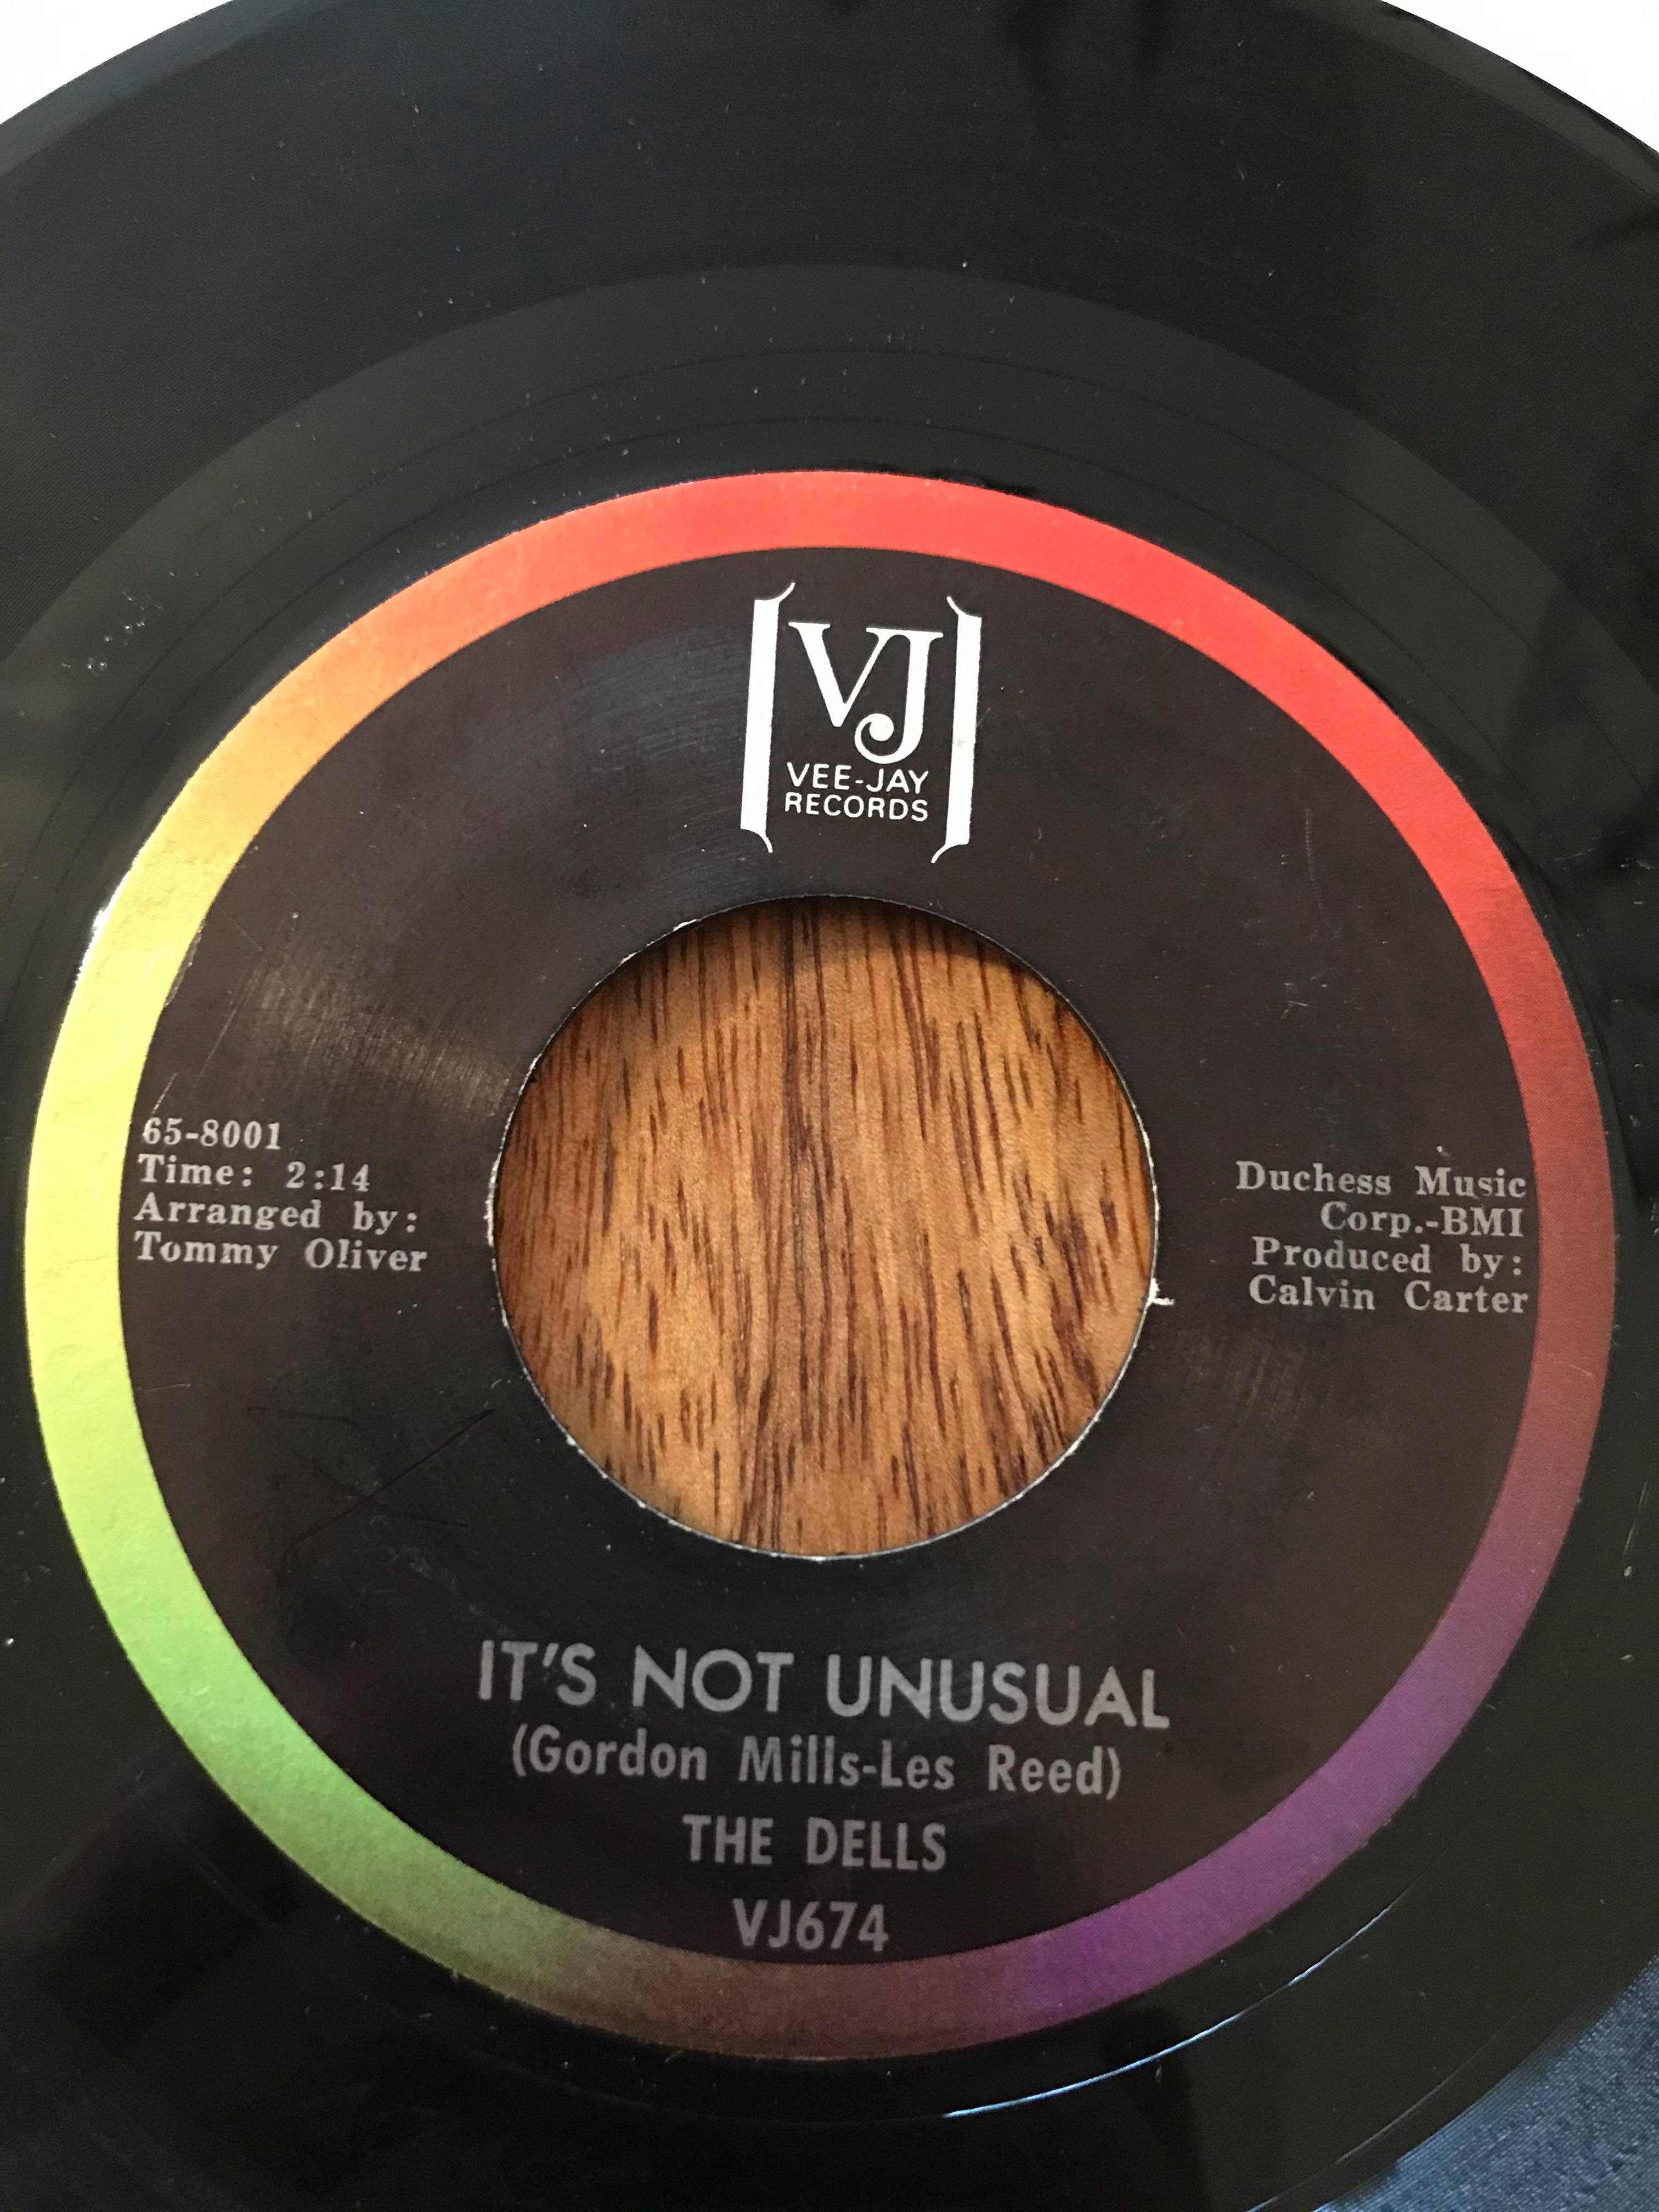 VJ
VEE-JAY
RECORDS
65-8001
Time: 2:14
Arranged by:
Tommy Oliver
Duchess Music
Corp.-BMI
Produced by:
Calvin Carter
IT'S NOT UNUSUAL
(Gordon Mills-Les Reed)
THE DELLS
VJ674